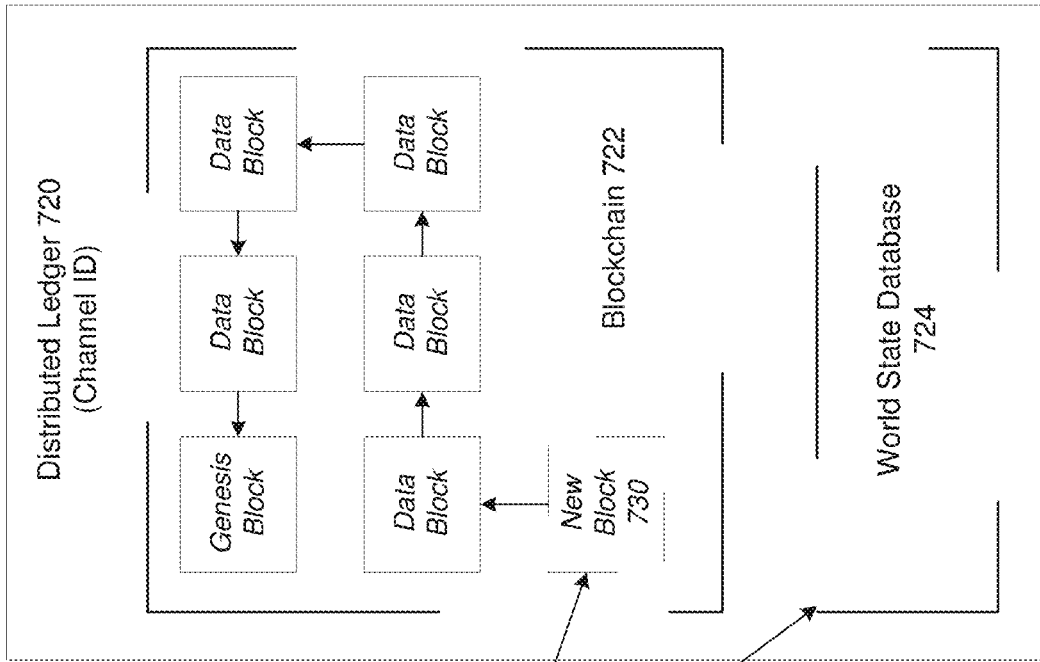 Distributed Ledger 720
(Channel ID)
Genesis
Block
Data
Block
Data
Block
Data
Block
Data
Block
Data
Block
New
Block
730
Blockchain 722
World State Database
724